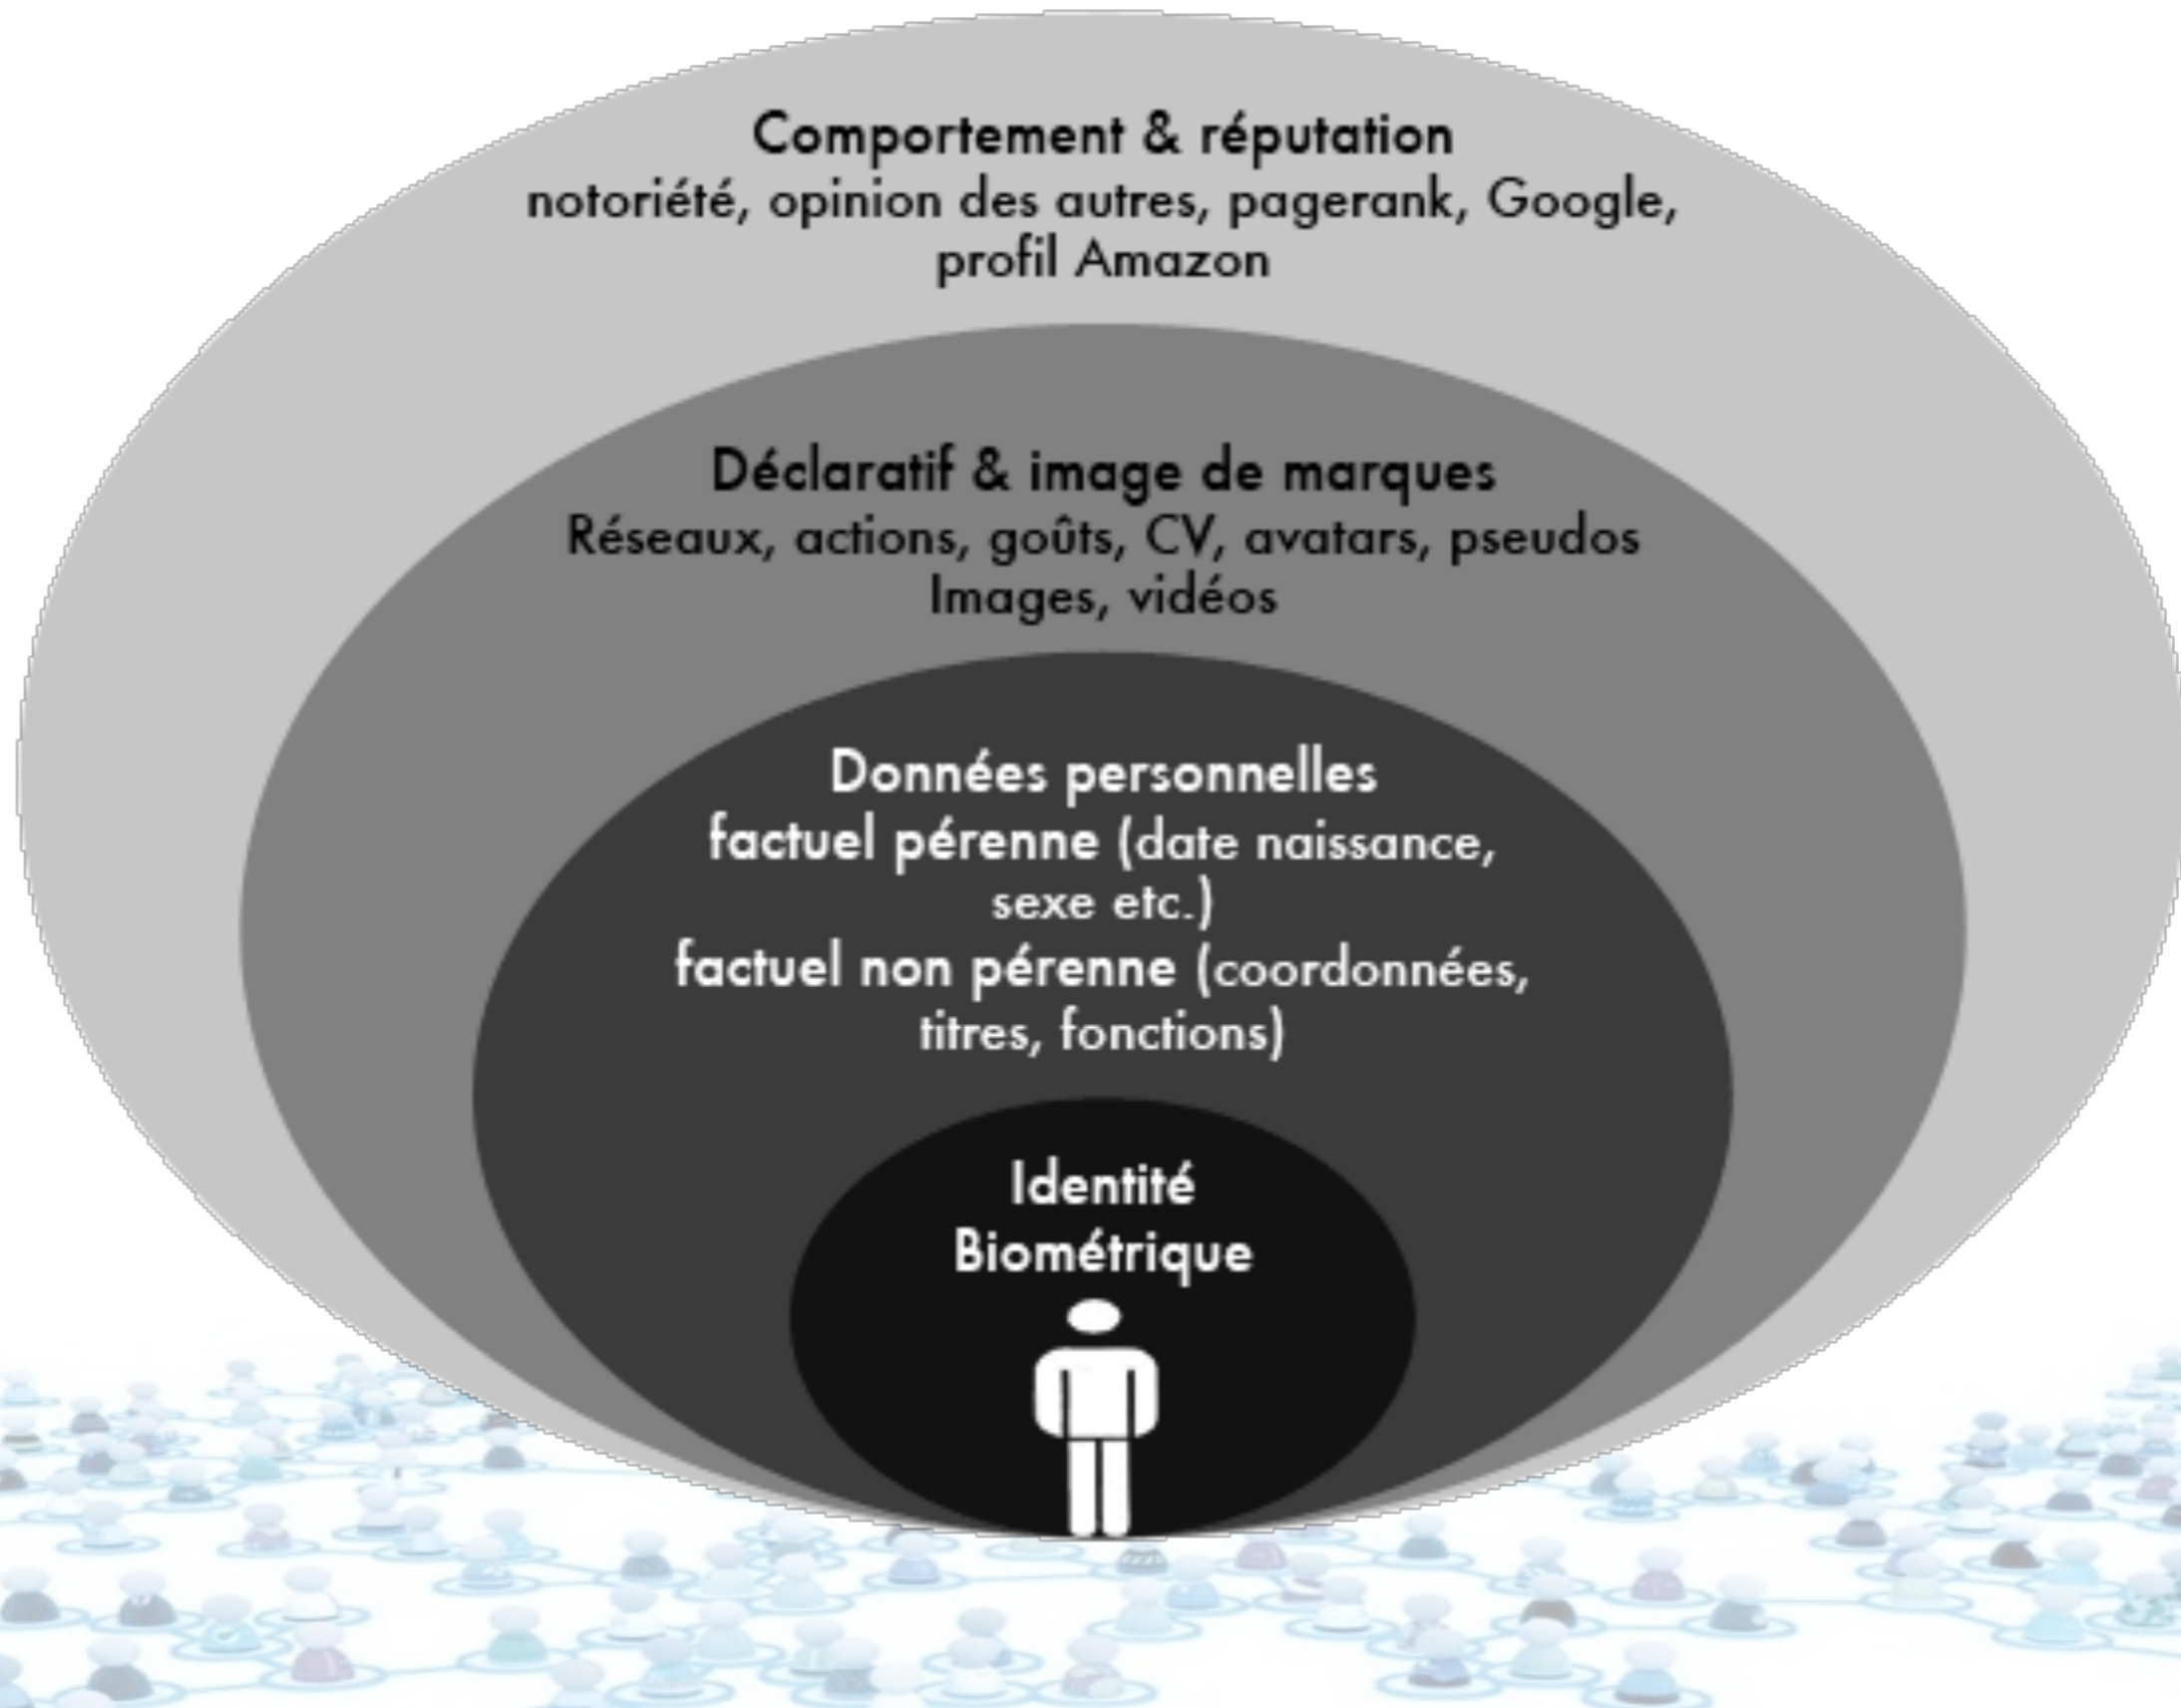 Comportement & réputation
notoriété, opinion des autres, pagerank, Google,
profil Amazon
Déclaratif & image de marques
Réseaux, actions, goûts, CV, avatars, pseudos
Images, vidéos
Données personnelles
factuel pérenne (date naissance,
sexe etc.)
factuel non pérenne (coordonnées,
titres, fonctions)
Identité
Biométrique